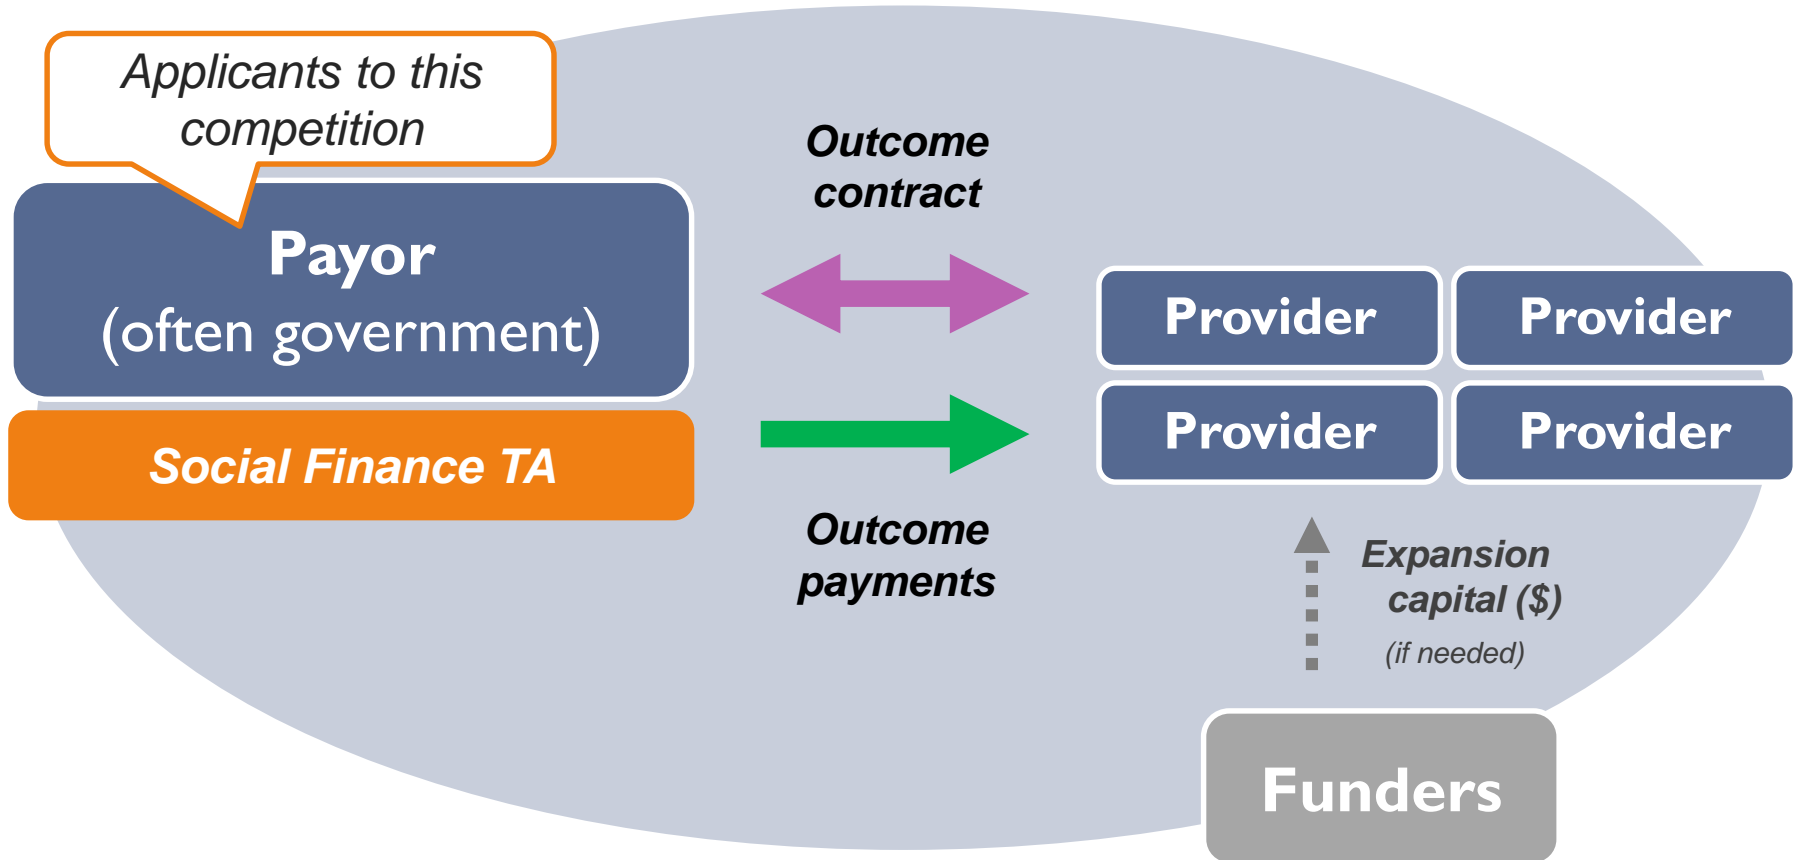 Applicants to this
competition
Payor
(often government)
Social Finance TA
Outcome
contract
Outcome
payments
Provider
Provider
Provider
Provider
Expansion
capital ($)
(if needed)
Funders